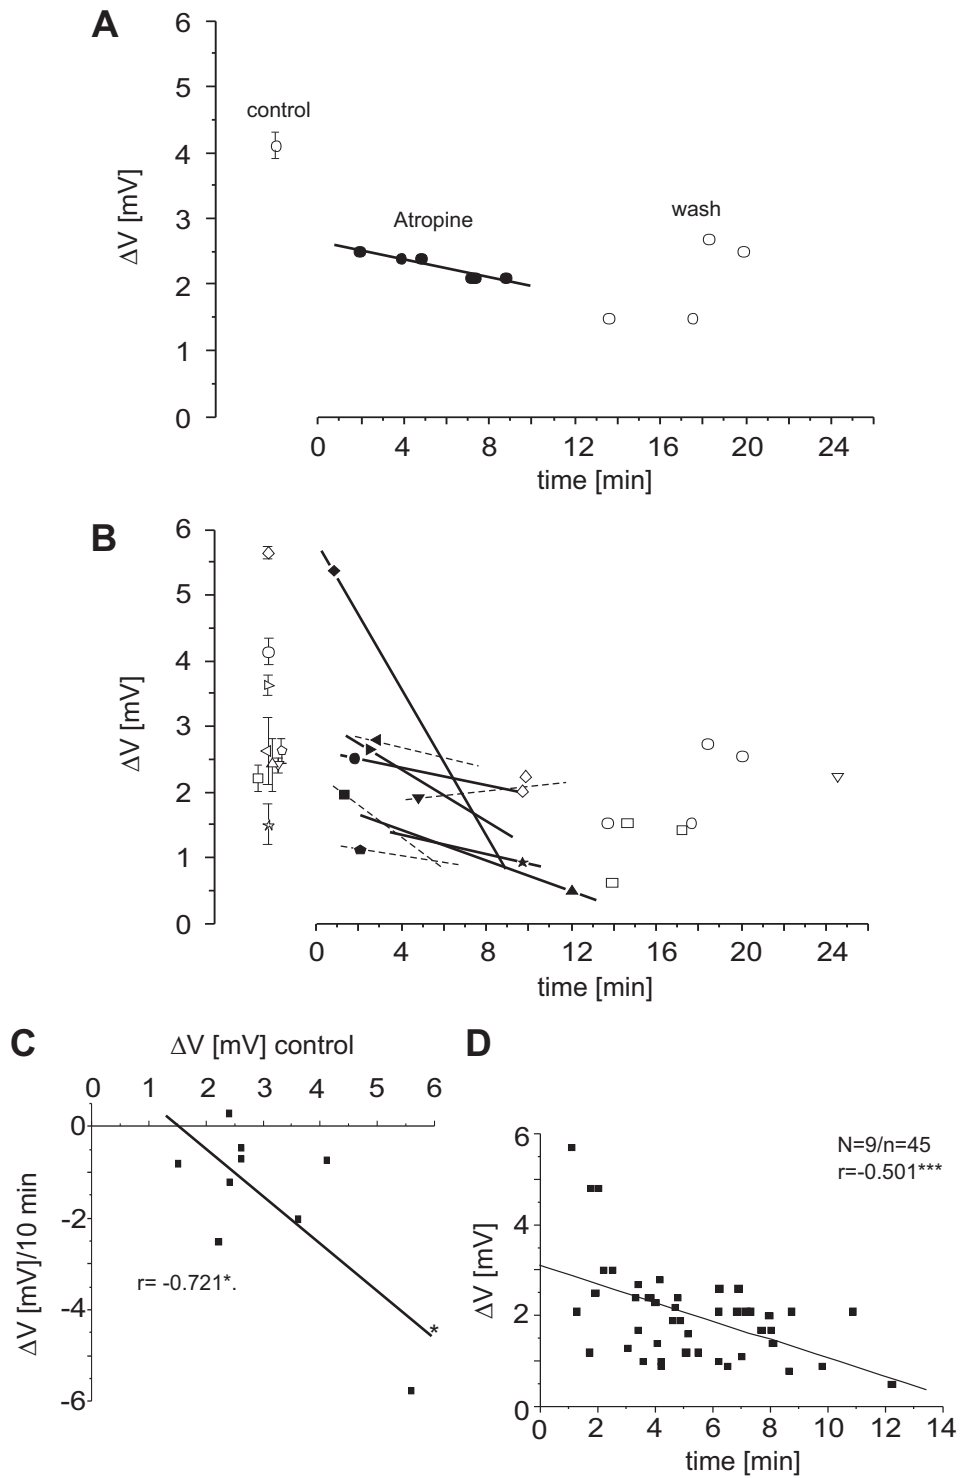 A
6
5
4
3
2
1
0
ΔV [mV]
control
Atropine
wash
0 4 8 12 16 20 24
time [min]
B
6
5
4
3
2
1
0
ΔV [mV]
0 4 8 12 16 20 24
time [min]
C
ΔV [mV] control
0 1 2 3 4 5 6
0
-2
-4
-6
ΔV [mV]/10 min
r= -0.721*.
*
D
N=9/n=45
r=-0.501***
6
4
2
0
ΔV [mV]
0 2 4 6 8 10 12 14
time [min]